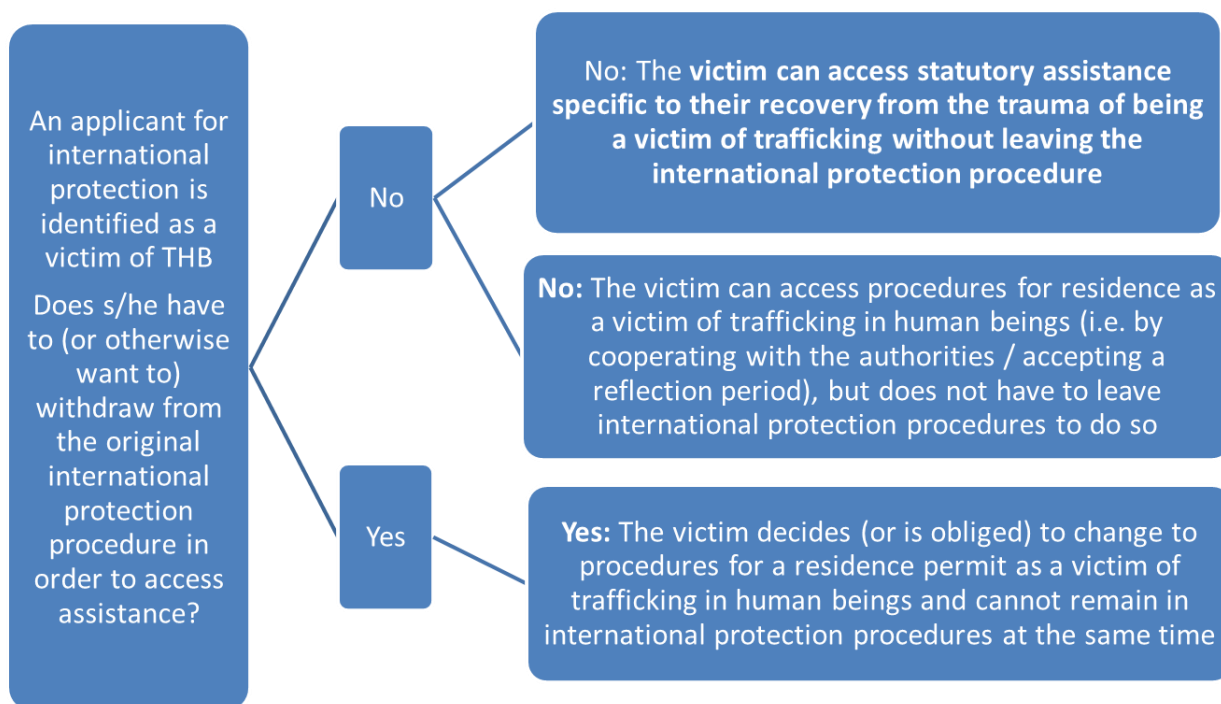 An applicant for
international
protection is
identified as a
victim of THB
Does s/he have
to (or otherwise
want to)
withdraw from
the original
international
protection
procedure in
order to access
assistance?
No
Yes
No: The victim can access statutory assistance
specific to their recovery from the trauma of being
a victim of trafficking without leaving the
international protection procedure
No: The victim can access procedures for residence as
a victim of trafficking in human beings (i.e. by
cooperating with the authorities / accepting a
reflection period), but does not have to leave
international protection procedures to do so
Yes: The victim decides (or is obliged) to change to
procedures for a residence permit as a victim of
trafficking in human beings and cannot remain in
international protection procedures at the same time